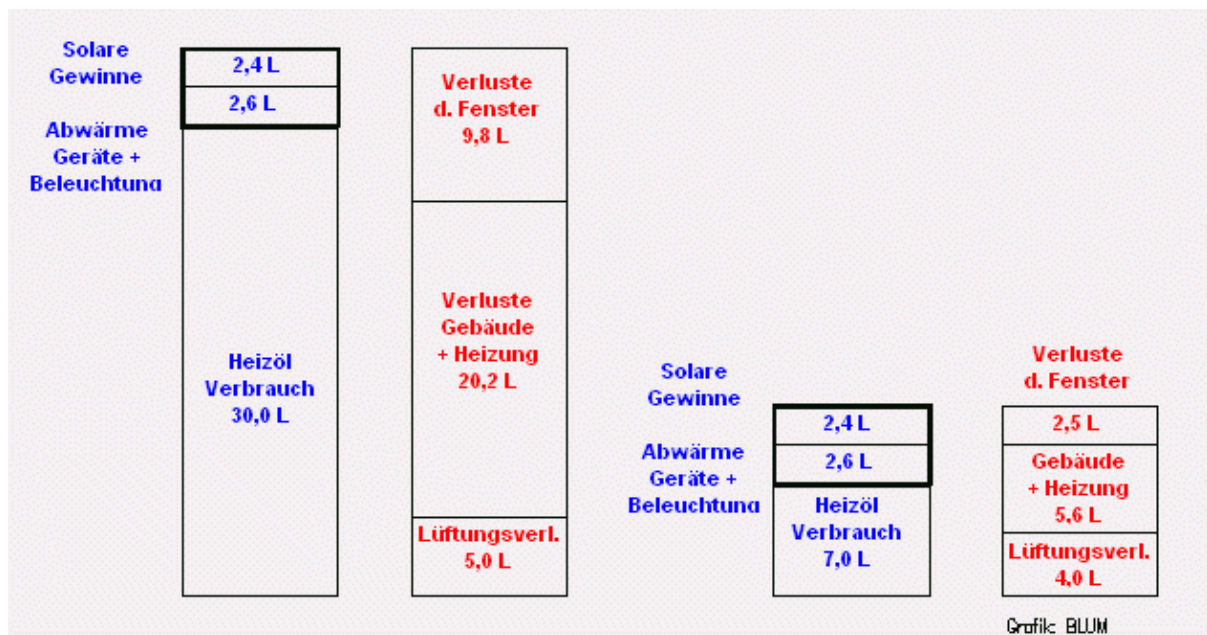 Solare
Gewinne
Abwärme
Geräte +
Beleuchtung
2,4 L
2,6 L
Heizöl
Verbrauch
30,0 L
Verluste
d. Fenster
9,8 L
Verluste
Gebäude
+ Heizung
20,2 L
Lüftungsverl.
5,0 L
Solare
Gewinne
Abwärme
Geräte +
Beleuchtung
2,4 L
2,6 L
Heizöl
Verbrauch
7,0 L
Verluste
d. Fenster
2,5 L
Gebäude
+ Heizung
5,6 L
Lüftungsverl.
4,0 L
Grafik: BLUM